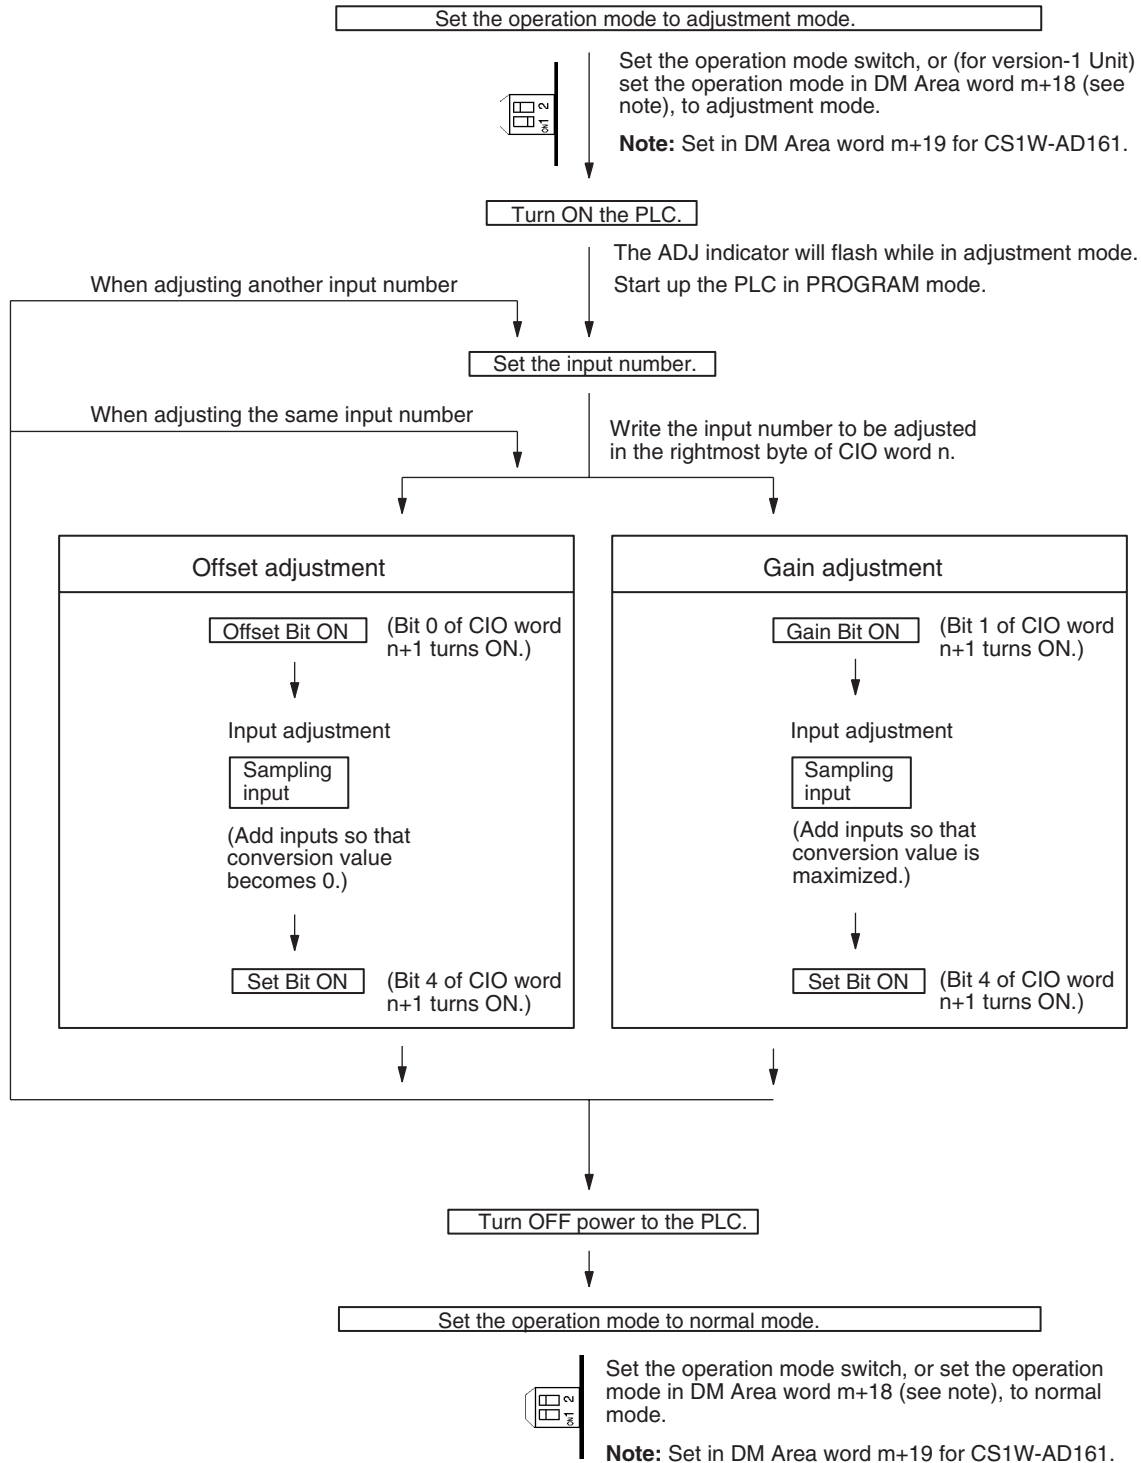 Set the operation mode to adjustment mode.
Set the operation mode switch, or (for version-1 Unit)
set the operation mode in DM Area word m+18 (see
note), to adjustment mode.
Note: Set in DM Area word m+19 for CS1W-AD161.
ON 1 2
Turn ON the PLC.
The ADJ indicator will flash while in adjustment mode.
Start up the PLC in PROGRAM mode.
When adjusting another input number
Set the input number.
When adjusting the same input number
Write the input number to be adjusted
in the rightmost byte of CIO word n.
Offset adjustment
Offset Bit ON
(Bit 0 of CIO word
n+1 turns ON.)
Input adjustment
Sampling
input
(Add inputs so that
conversion value
becomes 0.)
Set Bit ON
(Bit 4 of CIO word
n+1 turns ON.)
Gain adjustment
Gain Bit ON
(Bit 1 of CIO word
n+1 turns ON.)
Input adjustment
Sampling
input
(Add inputs so that
conversion value is
maximized.)
Set Bit ON
(Bit 4 of CIO word
n+1 turns ON.)
Turn OFF power to the PLC.
Set the operation mode to normal mode.
ON 1 2
Set the operation mode switch, or set the operation
mode in DM Area word m+18 (see note), to normal
mode.
Note: Set in DM Area word m+19 for CS1W-AD161.